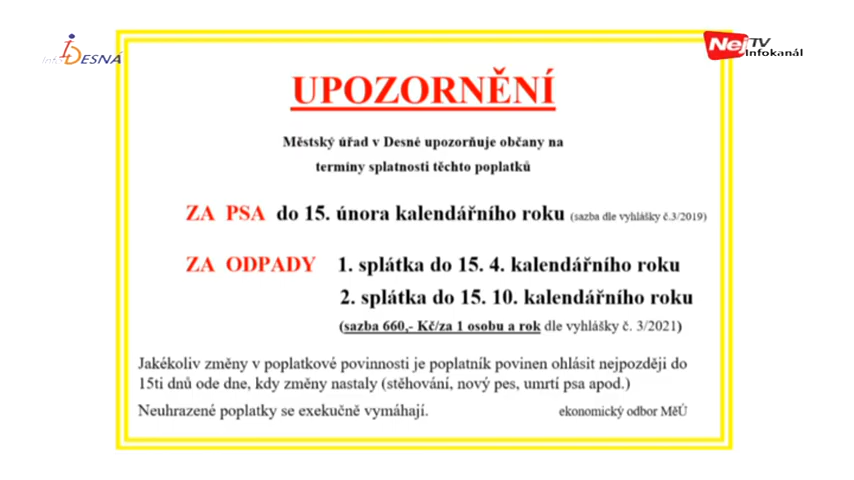 InfoDESNÁ
Nej TV
Infokanál
UPOZORNĚNÍ
Městský úřad v Desné upozorňuje občany na
termíny splatnosti těchto poplatků
ZA PSA do 15. února kalendářního roku (sazba dle vyhlášky č.3/2019)
ZA ODPADY 1. splátka do 15. 4. kalendářního roku
2. splátka do 15. 10. kalendářního roku
(sazba 660,- Kč/za 1 osobu a rok dle vyhlášky č. 3/2021)
Jakékoliv změny v poplatkové povinnosti je poplatník povinen ohlásit nejpozději do
15ti dnů ode dne, kdy změny nastaly (stěhování, nový pes, umrtí psa apod.)
Neuhrazené poplatky se exekučně vymáhají. ekonomický odbor MěÚ